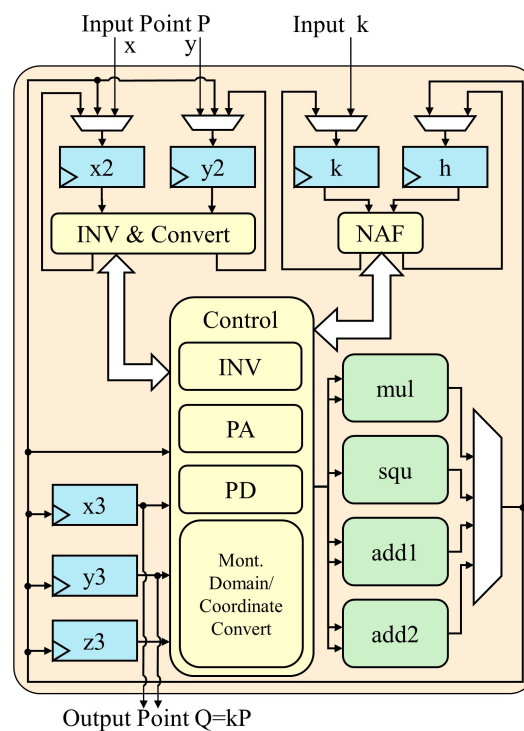 Input Point P
x
y
Input k
x2
y2
k
h
INV & Convert
NAF
Control
INV
PA
PD
Mont.
Domain/
Coordinate
Convert
mul
squ
add1
add2
x3
y3
z3
Output Point Q=kP